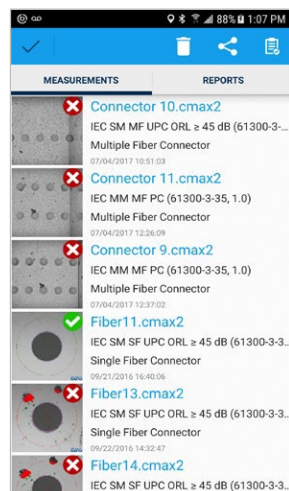 88% 1:07 PM
MEASUREMENTS REPORTS
Connector 10.cmax2
IEC SM MF UPC ORL ≥ 45 dB (61300-3-...
Multiple Fiber Connector
07/04/2017 10:51:03
Connector 11.cmax2
IEC MM MF PC (61300-3-35, 1.0)
Multiple Fiber Connector
07/04/2017 12:26:09
Connector 9.cmax2
IEC MM MF PC (61300-3-35, 1.0)
Multiple Fiber Connector
07/04/2017 12:37:02
Fiber11.cmax2
IEC SM SF UPC ORL ≥ 45 dB (61300-3-3...
Single Fiber Connector
09/21/2016 16:40:06
Fiber13.cmax2
IEC SM SF UPC ORL ≥ 45 dB (61300-3-3...
Single Fiber Connector
09/22/2016 14:32:47
Fiber14.cmax2
IEC SM SF UPC ORL ≥ 45 dB (61300-3-3...